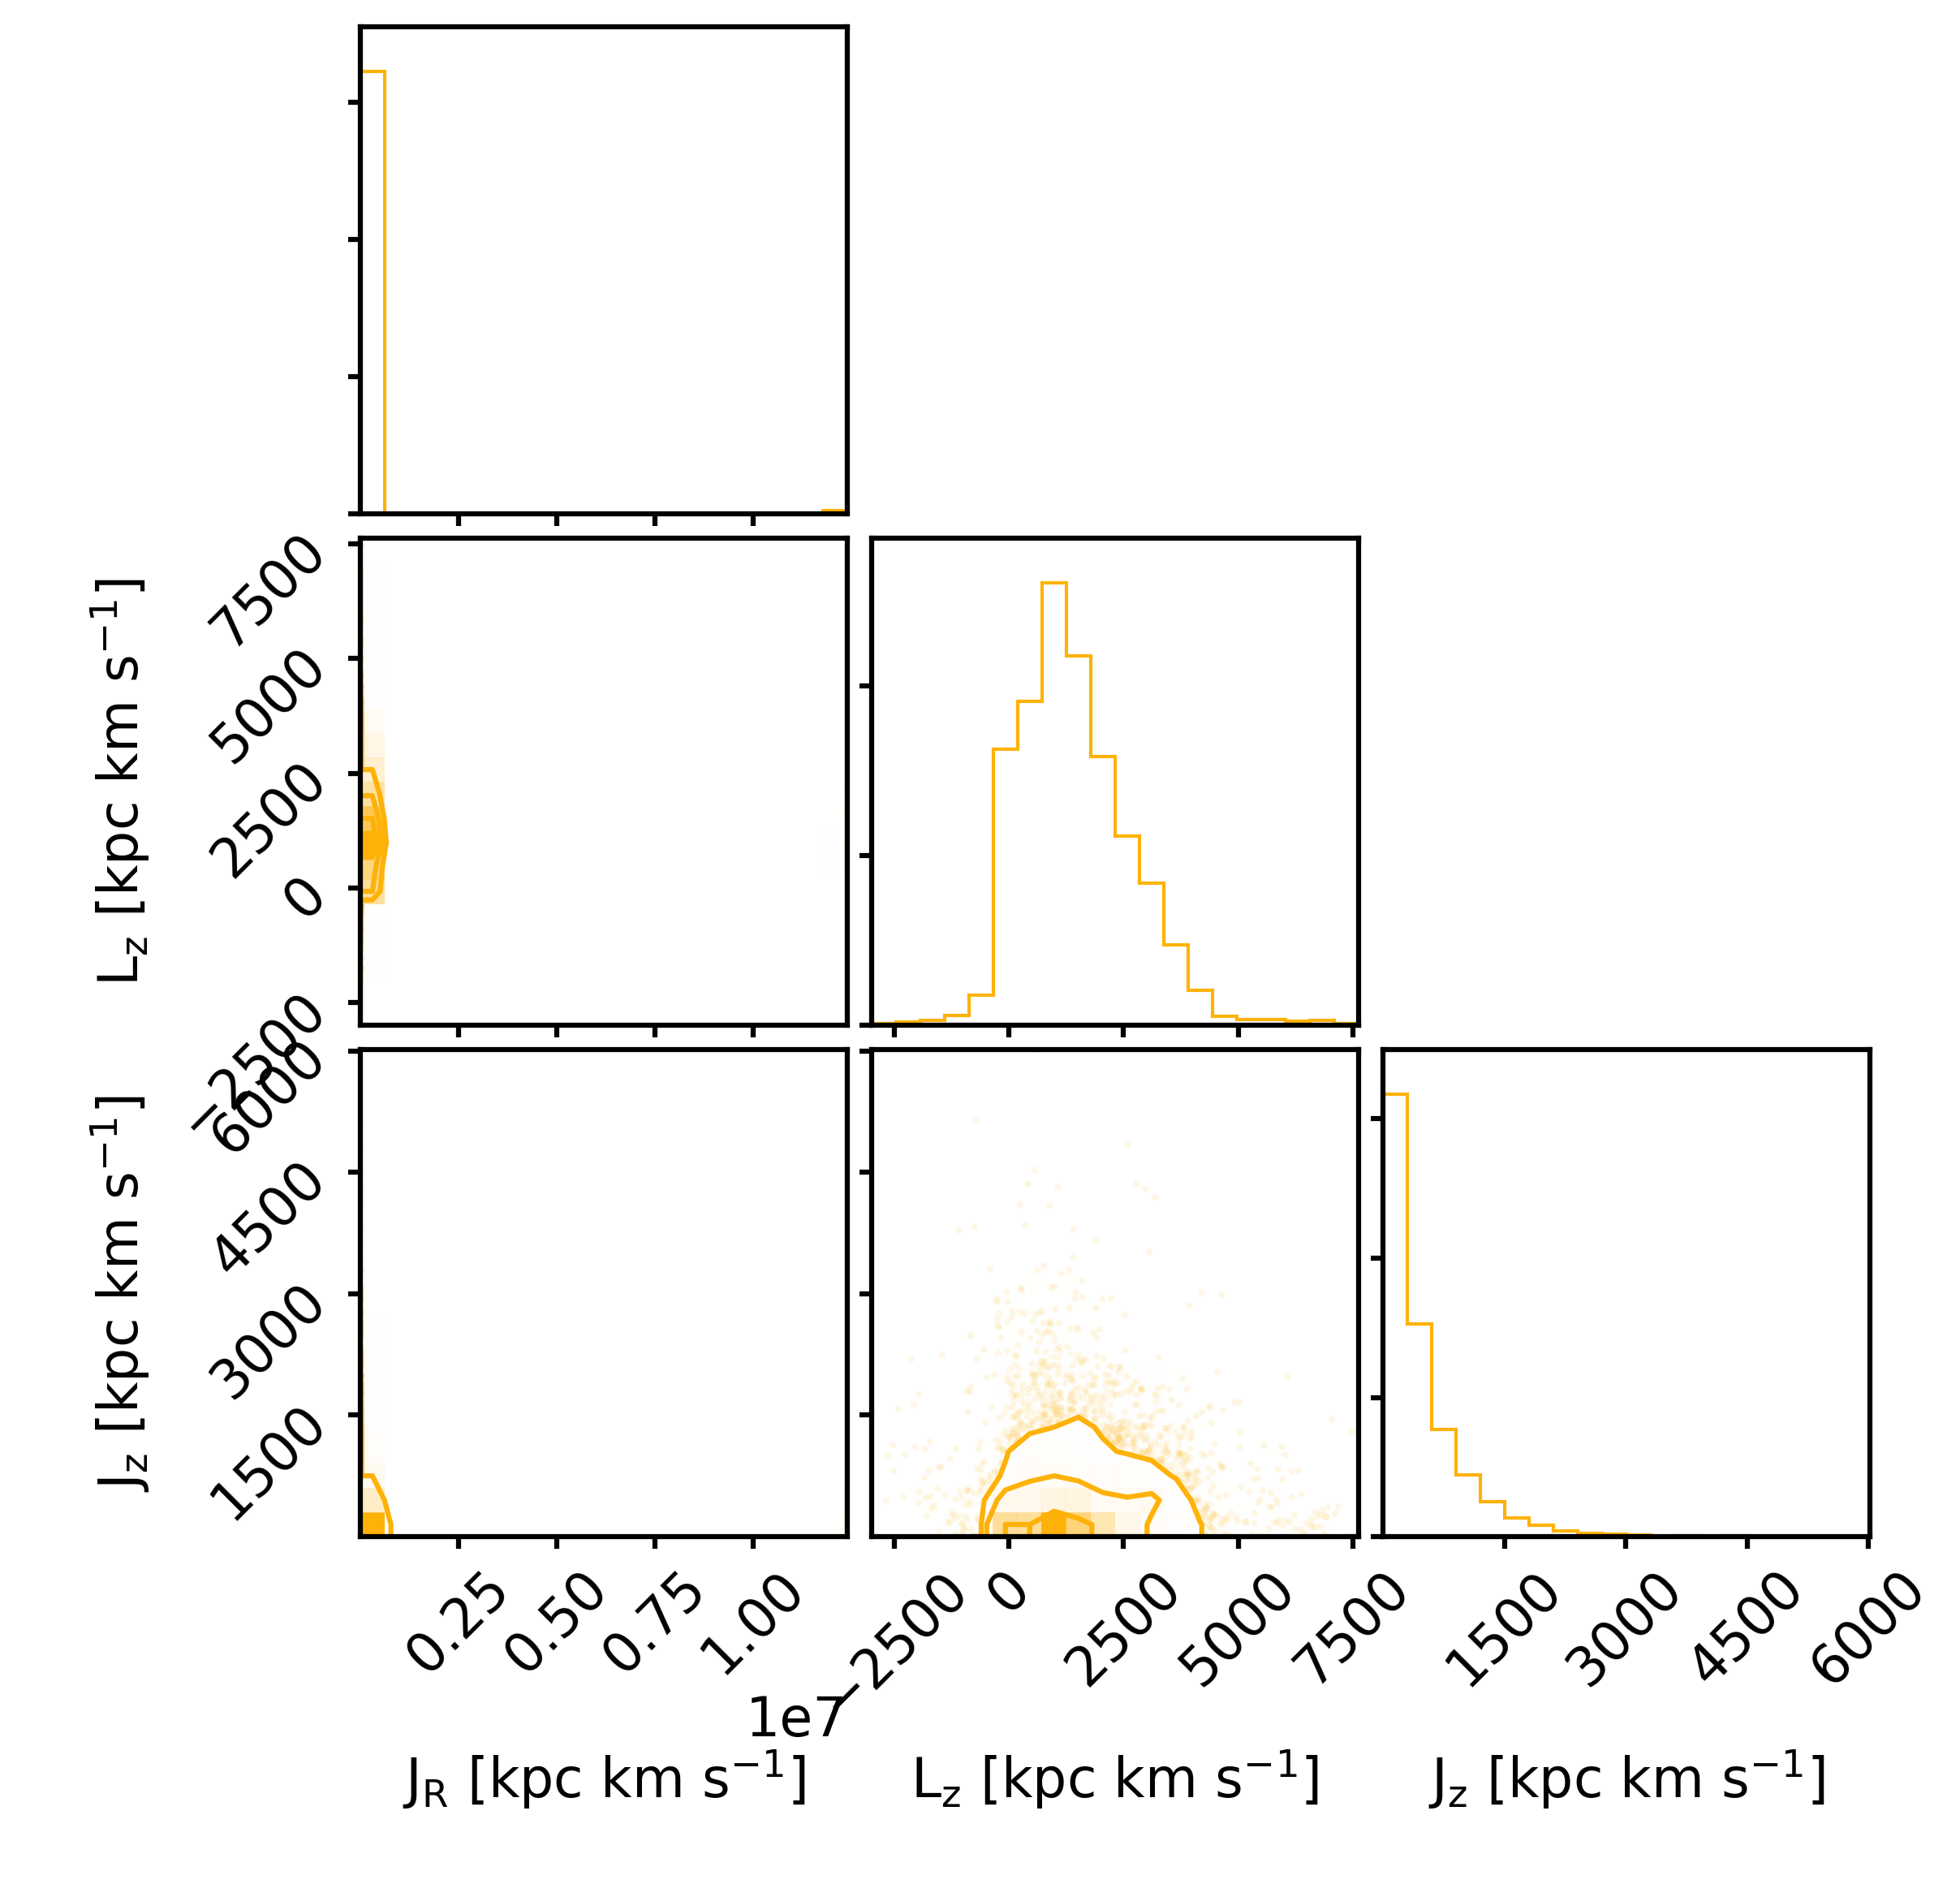 7500
5000
2500
0
−2500
L_z [kpc km s⁻¹]
6000
4500
3000
1500
J_z [kpc km s⁻¹]
0.25 0.50 0.75 1.00
1e7
J_R [kpc km s⁻¹]
−2500 0 2500 5000 7500
L_z [kpc km s⁻¹]
1500 3000 4500 6000
J_z [kpc km s⁻¹]